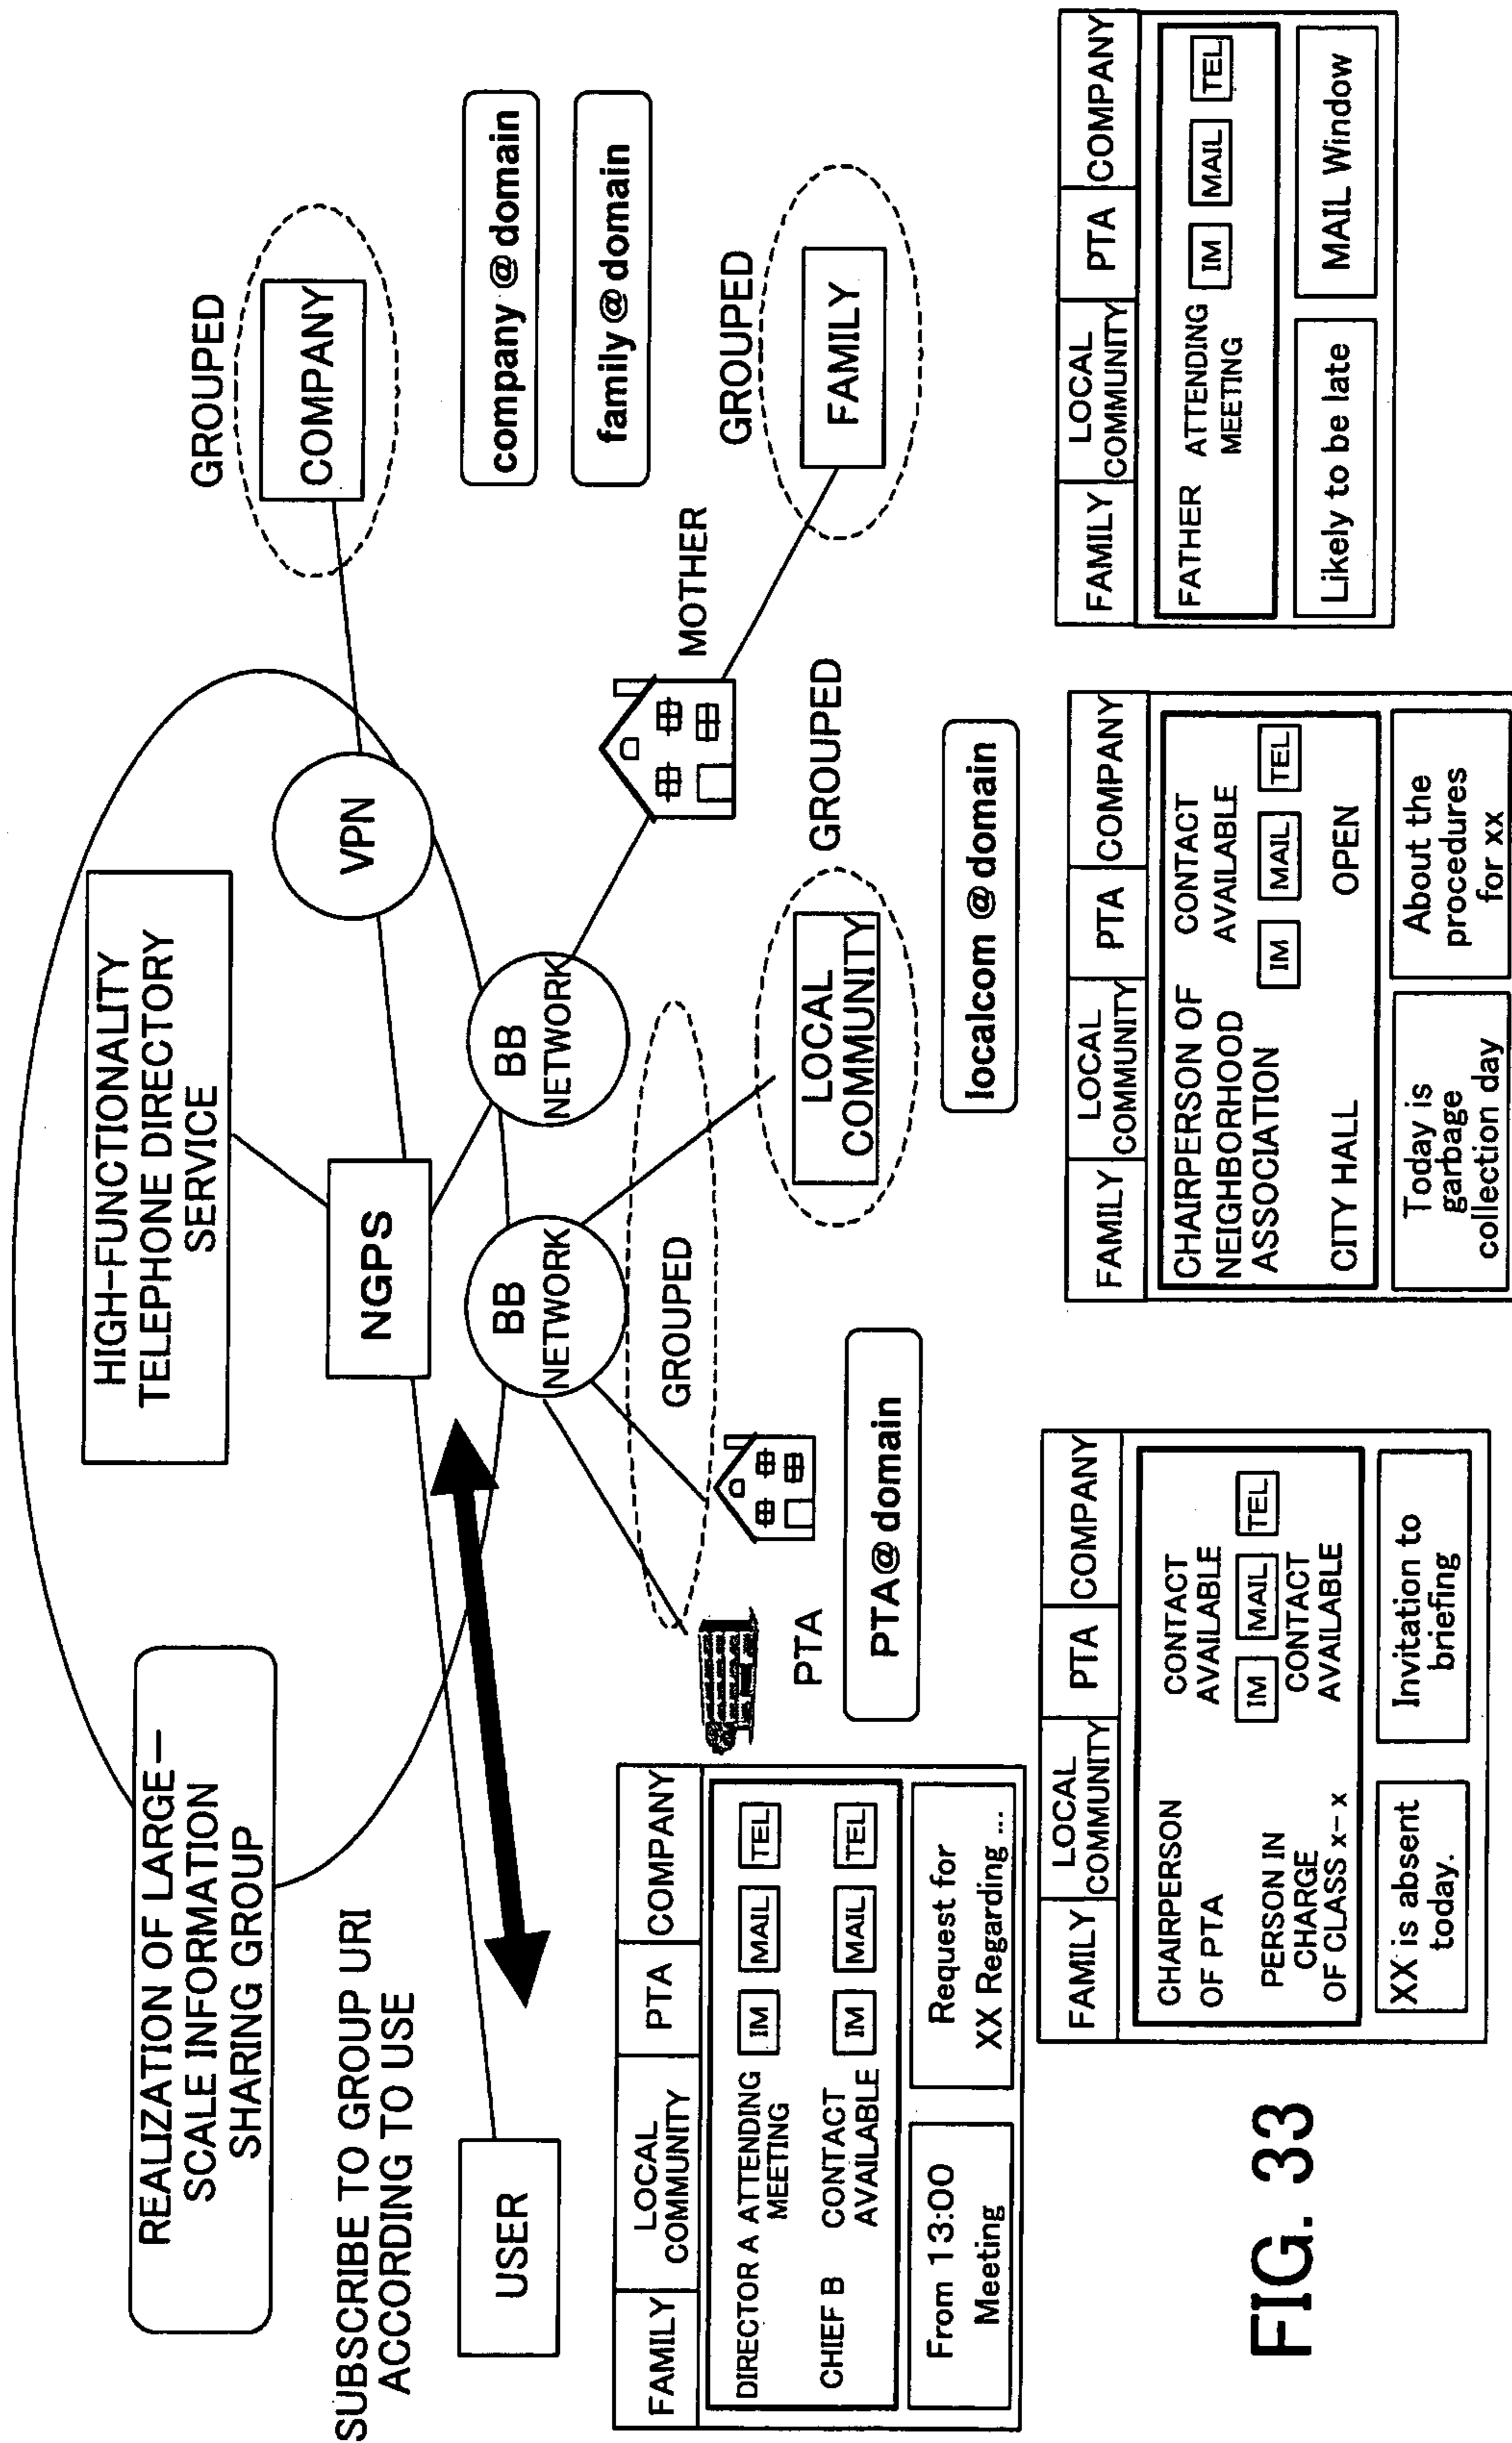 REALIZATION OF LARGE-
SCALE INFORMATION
SHARING GROUP
HIGH-FUNCTIONALITY
TELEPHONE DIRECTORY
SERVICE
GROUPED
COMPANY
SUBSCRIBE TO GROUP URI
ACCORDING TO USE
USER
NGPS
VPN
BB
NETWORK
BB
NETWORK
company@domain
family@domain
MOTHER
GROUPED
FAMILY
GROUPED
PTA
PTA@domain
GROUPED
LOCAL
COMMUNITY
localcom@domain
FAMILY
LOCAL
COMMUNITY
PTA
COMPANY
DIRECTOR A ATTENDING
MEETING
IM
MAIL
TEL
CHIEF B
CONTACT
AVAILABLE
IM
MAIL
TEL
From 13:00
Meeting
Request for
XX Regarding ...
FAMILY
LOCAL
COMMUNITY
PTA
COMPANY
CHAIRPERSON
OF PTA
CONTACT
AVAILABLE
IM
MAIL
TEL
PERSON IN
CHARGE
OF CLASS x-x
CONTACT
AVAILABLE
XX is absent
today.
Invitation to
briefing
FAMILY
LOCAL
COMMUNITY
PTA
COMPANY
CHAIRPERSON OF
NEIGHBORHOOD
ASSOCIATION
CONTACT
AVAILABLE
IM
MAIL
TEL
CITY HALL
OPEN
Today is
garbage
collection day
About the
procedures
for xx
FAMILY
LOCAL
COMMUNITY
PTA
COMPANY
FATHER
ATTENDING
MEETING
IM
MAIL
TEL
Likely to be late
MAIL Window
FIG. 33